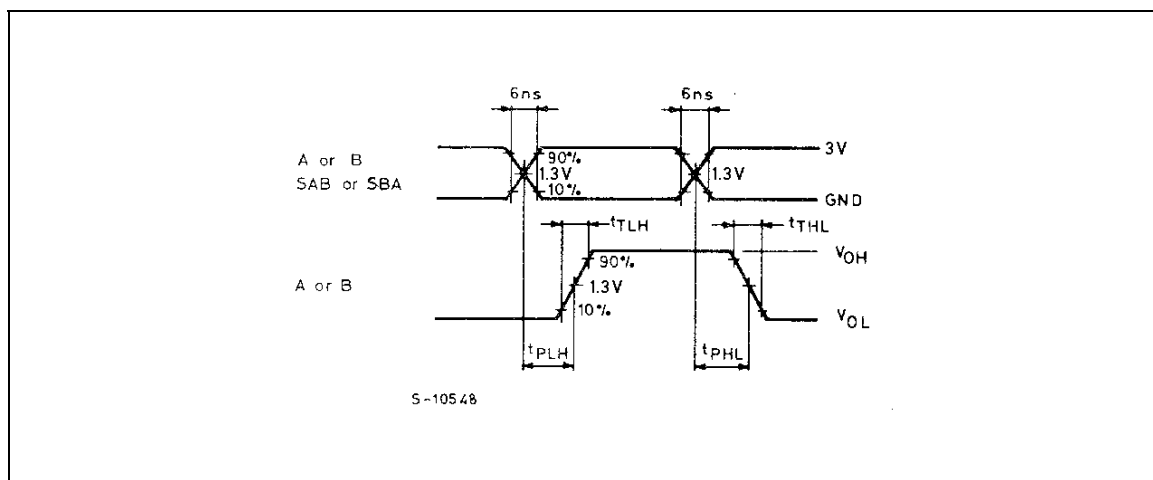 6ns 6ns
A or B
SAB or SBA
90%
1.3V
10%
1.3V
3V
GND
tTLH tTHL
A or B
90%
1.3V
10%
VOH
VOL
tPLH tPHL
S-10548